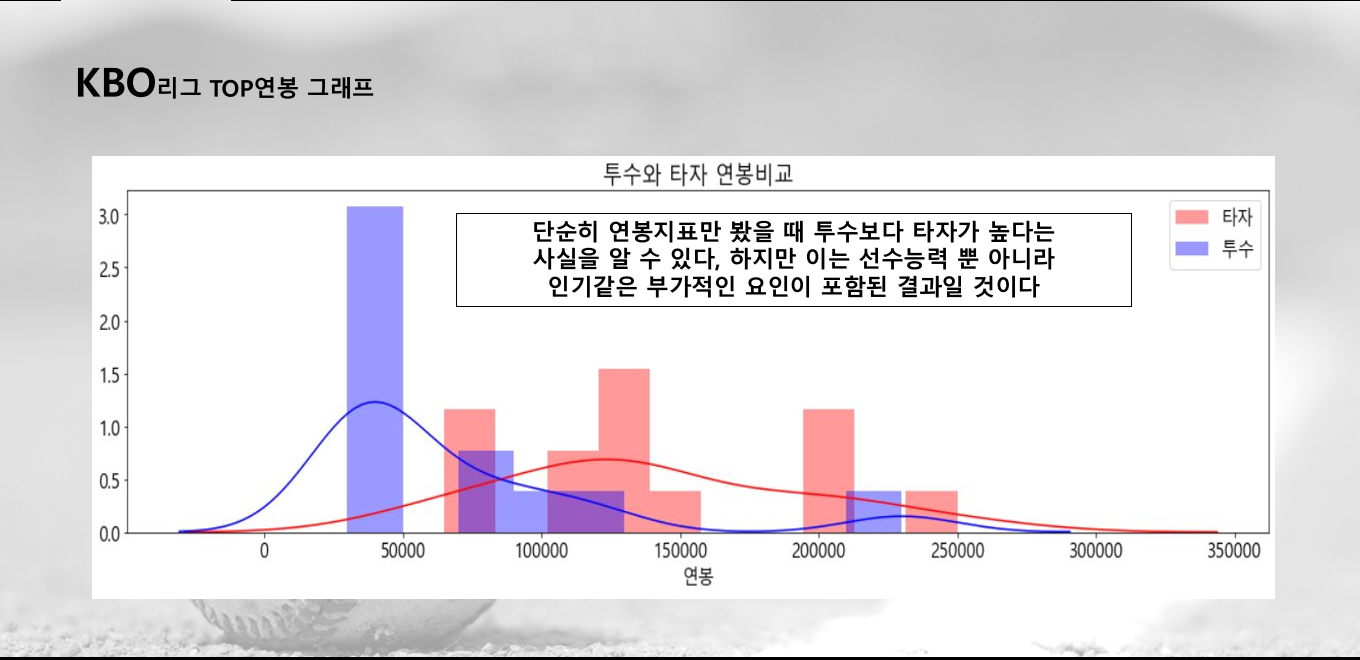 KBO리그 TOP연봉 그래프
투수와 타자 연봉비교
단순히 연봉지표만 봤을 때 투수보다 타자가 높다는
사실을 알 수 있다, 하지만 이는 선수능력 뿐 아니라
인기같은 부가적인 요인이 포함된 결과일 것이다
타자
투수
3.0
2.5
2.0
1.5
1.0
0.5
0.0
0 50000 100000 150000 200000 250000 300000 350000
연봉